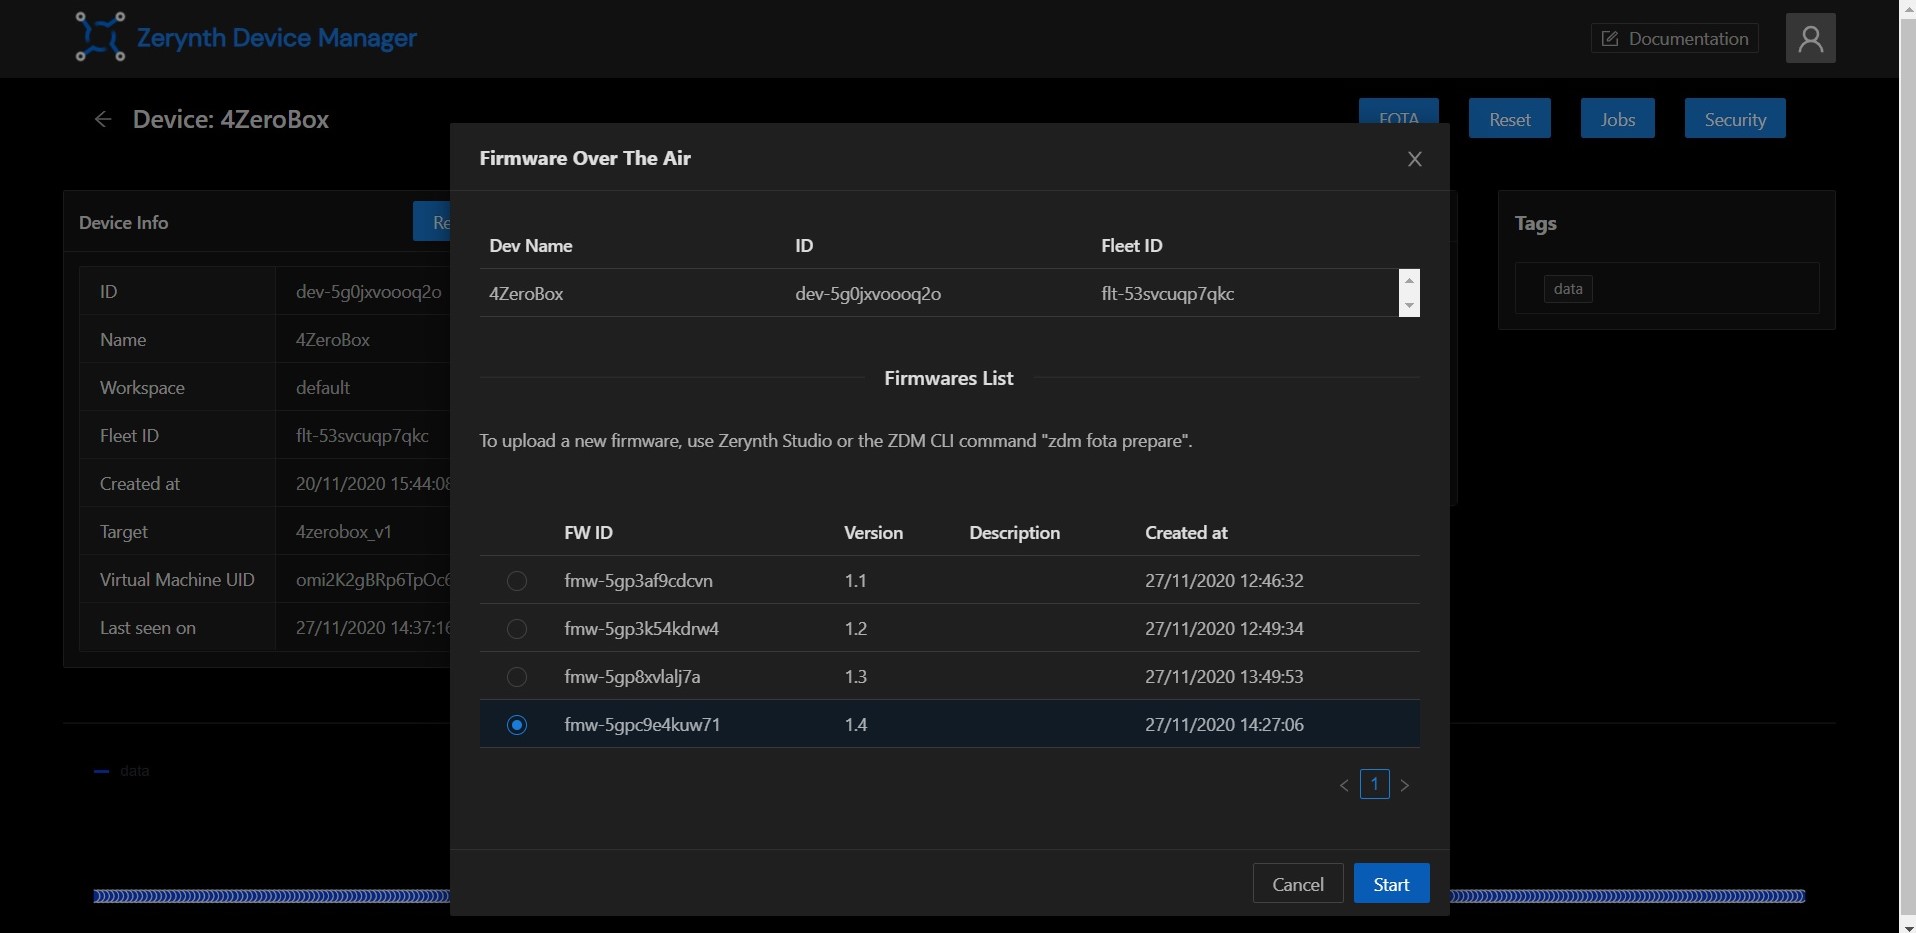 Zerynth Device Manager
Documentation
Device: 4ZeroBox
FOTA
Reset
Jobs
Security
Firmware Over The Air
Device Info
Re
Tags
Dev Name ID Fleet ID
4ZeroBox dev-5g0jxvoooq2o flt-53svcuqp7qkc
data
ID dev-5g0jxvoooq2o
Name 4ZeroBox
Workspace default
Fleet ID flt-53svcuqp7qkc
Created at 20/11/2020 15:44:08
Target 4zerobox_v1
Virtual Machine UID omi2K2gBRp6TpOc6
Last seen on 27/11/2020 14:37:16
Firmwares List
To upload a new firmware, use Zerynth Studio or the ZDM CLI command "zdm fota prepare".
FW ID Version Description Created at
fmw-5gp3af9cdcvn 1.1 27/11/2020 12:46:32
fmw-5gp3k54kdrw4 1.2 27/11/2020 12:49:34
fmw-5gp8xvlalj7a 1.3 27/11/2020 13:49:53
fmw-5gpc9e4kuw71 1.4 27/11/2020 14:27:06
data
< 1 >
Cancel
Start